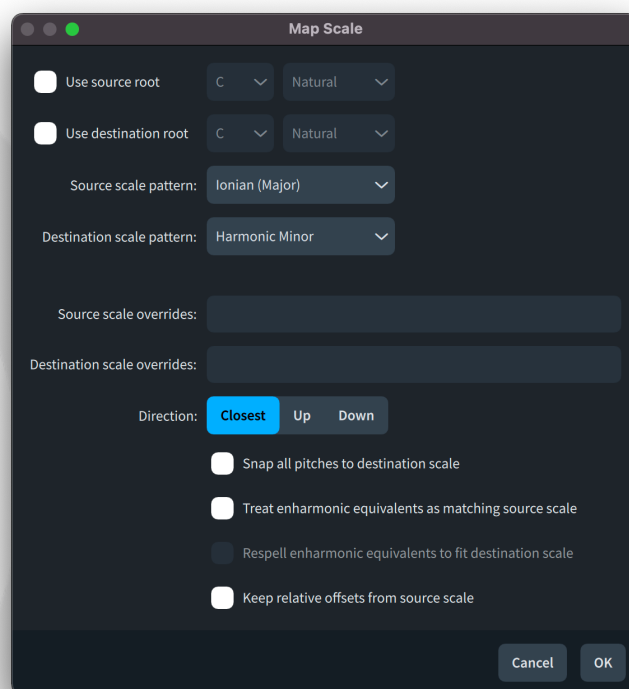 Map Scale
Use source root C Natural
Use destination root C Natural
Source scale pattern: Ionian (Major)
Destination scale pattern: Harmonic Minor
Source scale overrides:
Destination scale overrides:
Direction: Closest Up Down
Snap all pitches to destination scale
Treat enharmonic equivalents as matching source scale
Respell enharmonic equivalents to fit destination scale
Keep relative offsets from source scale
Cancel OK